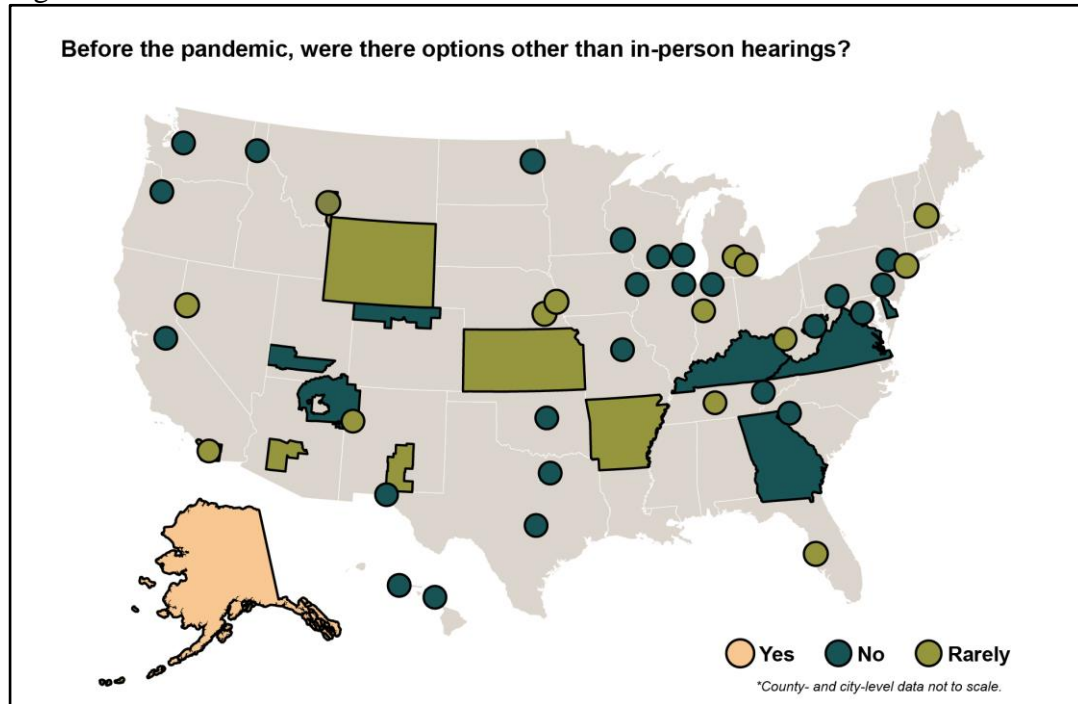 Before the pandemic, were there options other than in-person hearings?
Yes
No
Rarely
*County- and city-level data not to scale.